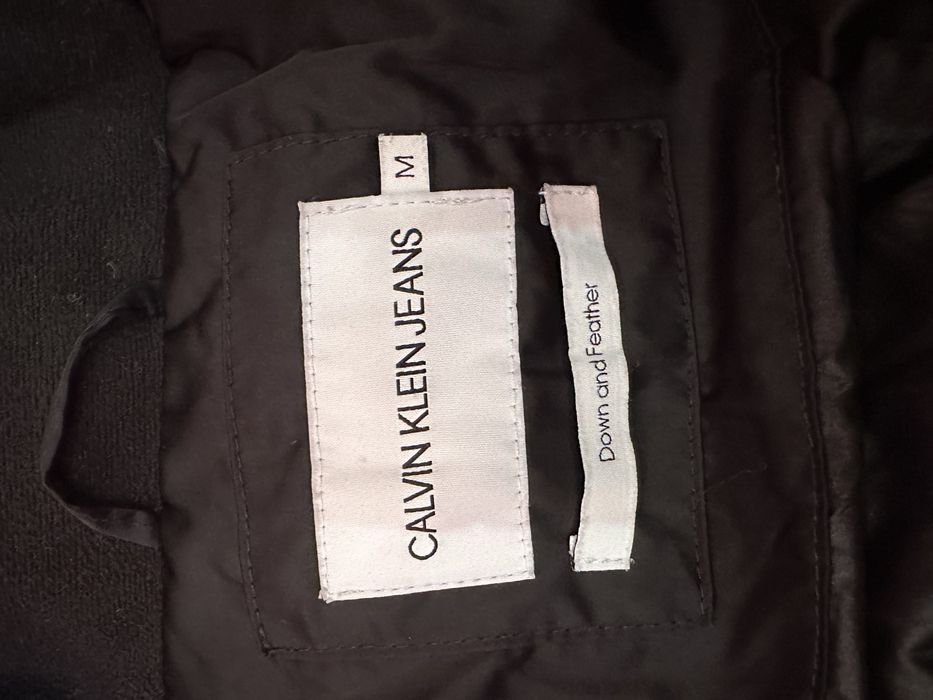 M
CALVIN KLEIN JEANS
Down and Feather